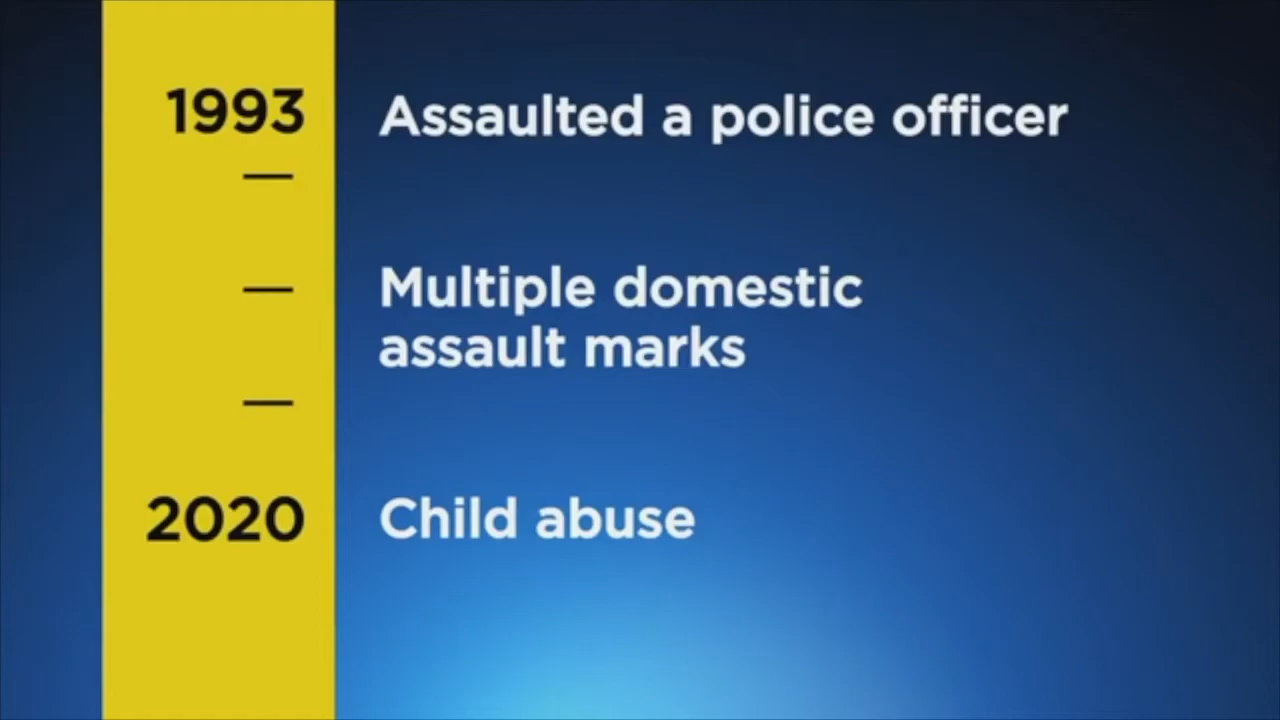 1993 Assaulted a police officer
Multiple domestic
assault marks
2020 Child abuse